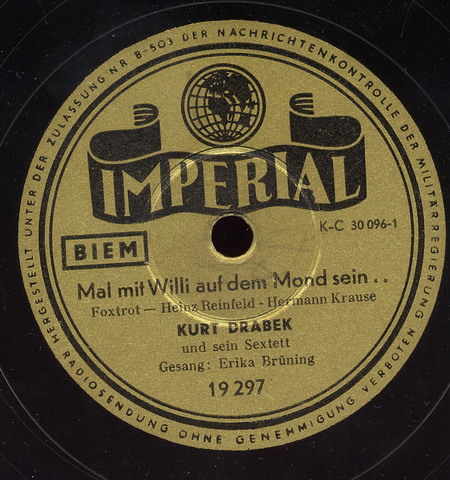 HERGESTELLT UNTER DER ZULASSUNG NR B-503 DER NACHRICHTENKONTROLLE DER MILITÄRREGIERUNG
RADIOSENDUNG OHNE GENEHMIGUNG VERBOTEN
IMPERIAL
K-C 30 096-1
BIEM
Mal mit Willi auf dem Mond sein . .
Foxtrot — Heinz Reinfeld - Hermann Krause
KURT DRABEK
und sein Sextett
Gesang: Erika Brüning
19 297